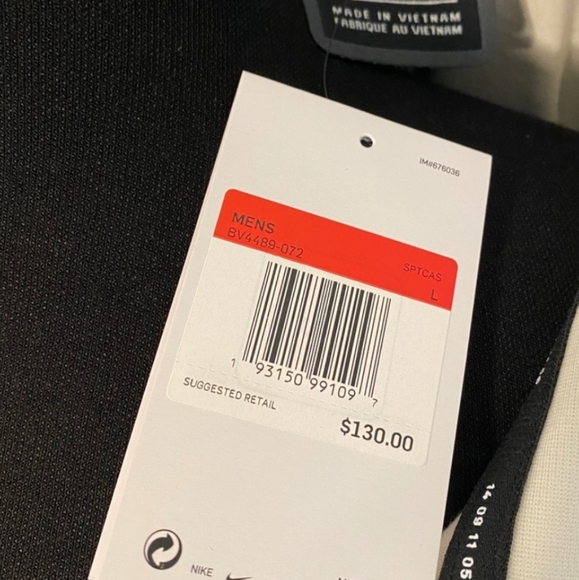 MADE IN VIETNAM
FABRIQUE AU VIETNAM
IM#676036
MENS
BV4489-072
SPTCAS
L
1 93150 99109 7
SUGGESTED RETAIL
$130.00
14 09 11 05
NIKE